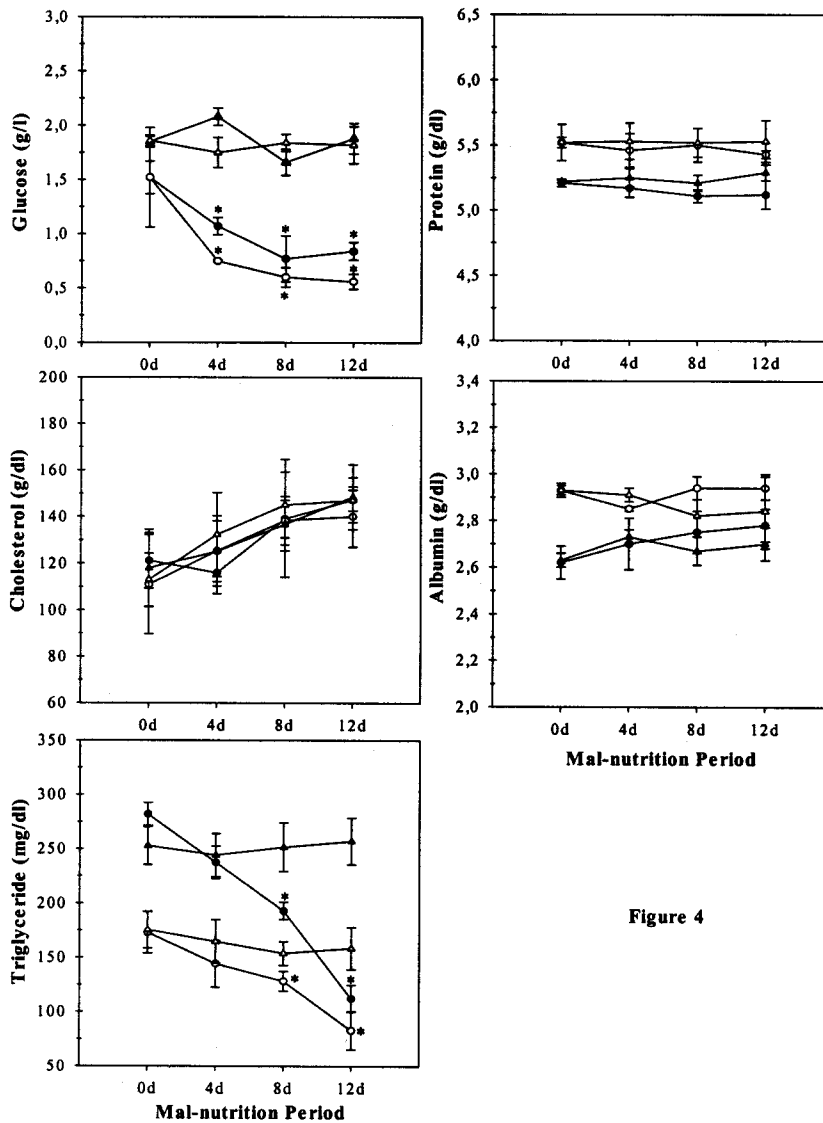 Glucose (g/l)
3,0
2,5
2,0
1,5
1,0
0,5
0,0
0d 4d 8d 12d
* * *
* * *
Protein (g/dl)
6,5
6,0
5,5
5,0
4,5
4,0
0d 4d 8d 12d
Cholesterol (g/dl)
200
180
160
140
120
100
80
60
0d 4d 8d 12d
Albumin (g/dl)
3,4
3,2
3,0
2,8
2,6
2,4
2,2
2,0
0d 4d 8d 12d
Mal-nutrition Period
Triglyceride (mg/dl)
350
300
250
200
150
100
50
* *
* *
0d 4d 8d 12d
Mal-nutrition Period
Figure 4